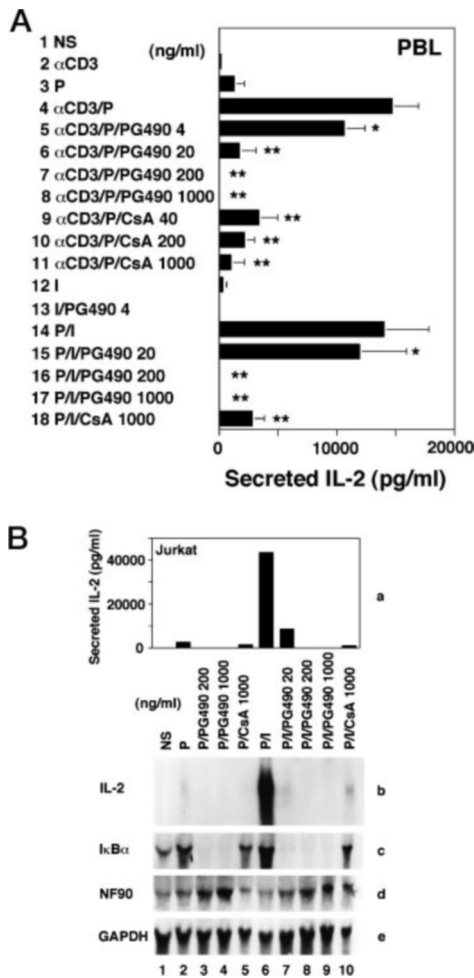 A
(ng/ml)
PBL
1 NS
2 αCD3
3 P
4 αCD3/P
5 αCD3/P/PG490 4
*
6 αCD3/P/PG490 20
**
7 αCD3/P/PG490 200
**
8 αCD3/P/PG490 1000
**
9 αCD3/P/CsA 40
**
10 αCD3/P/CsA 200
**
11 αCD3/P/CsA 1000
**
12 I
13 I/PG490 4
14 P/I
15 P/I/PG490 20
*
16 P/I/PG490 200
**
17 P/I/PG490 1000
**
18 P/I/CsA 1000
**
0 10000 20000
Secreted IL-2 (pg/ml)
B
Secreted IL-2 (pg/ml)
40000
20000
0
Jurkat
a
(ng/ml)
NS
P
P/PG490 200
P/PG490 1000
P/CsA 1000
P/I
P/I/PG490 20
P/I/PG490 200
P/I/PG490 1000
P/I/CsA 1000
IL-2
b
IκBα
c
NF90
d
GAPDH
e
1 2 3 4 5 6 7 8 9 10